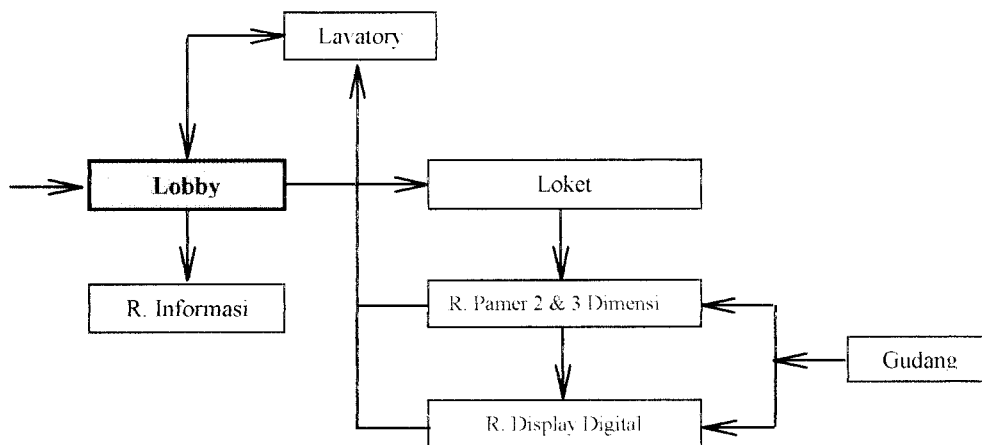 Lavatory
Lobby
Loket
R. Informasi
R. Pamer 2 & 3 Dimensi
Gudang
R. Display Digital